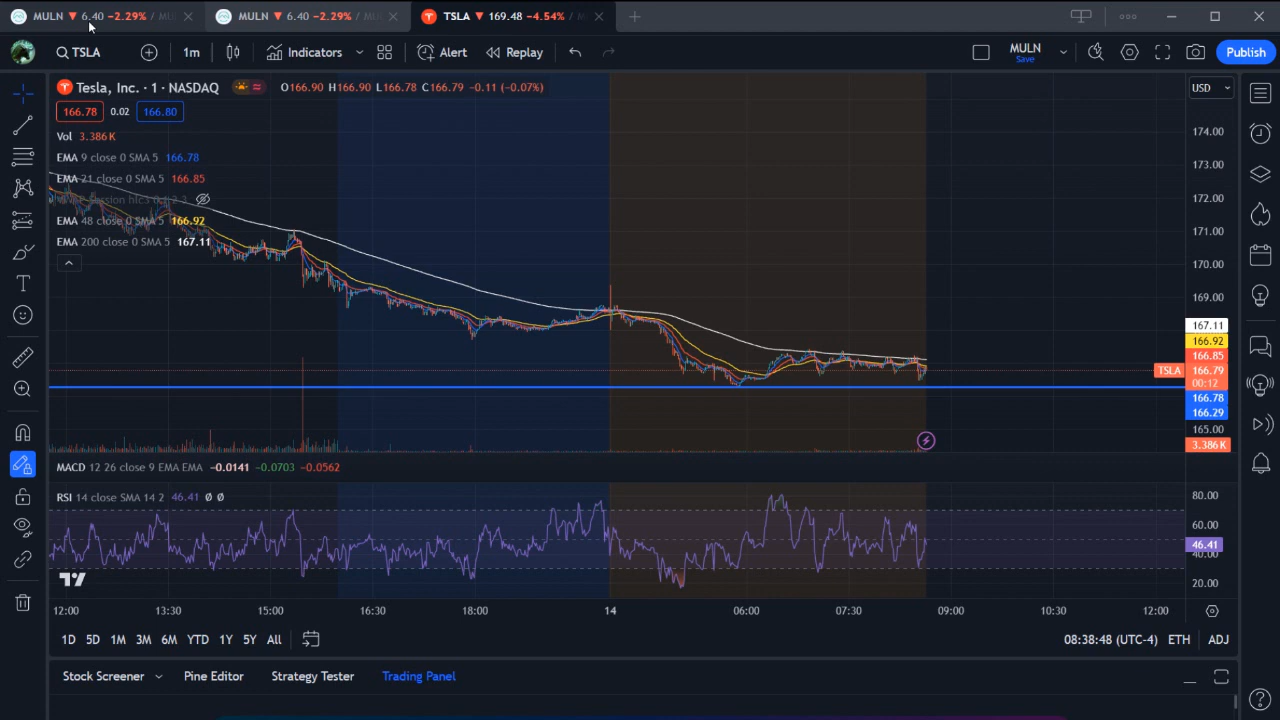 MULN ▼ 6.40 −2.29% / MU
MULN ▼ 6.40 −2.29% / MU
TSLA ▼ 169.48 −4.54% / M
TSLA
1m
Indicators
Alert
Replay
MULN
Save
Publish
Tesla, Inc. · 1 · NASDAQ
O166.90 H166.90 L166.78 C166.79 −0.11 (−0.07%)
USD
166.78 0.02 166.80
Vol 3.386K
EMA 9 close 0 SMA 5 166.78
EMA 21 close 0 SMA 5 166.85
EMA 48 close 0 SMA 5 166.92
EMA 200 close 0 SMA 5 167.11
174.00
173.00
172.00
171.00
170.00
169.00
167.11
166.92
166.85
TSLA 166.79
00:12
166.78
166.29
165.00
3.386K
MACD 12 26 close 9 EMA EMA −0.0141 −0.0703 −0.0562
RSI 14 close SMA 14 2 46.41 Ø Ø
80.00
60.00
46.41
40.00
20.00
12:00 13:30 15:00 16:30 18:00 14 06:00 07:30 09:00 10:30 12:00
1D 5D 1M 3M 6M YTD 1Y 5Y All
08:38:48 (UTC-4) ETH ADJ
Stock Screener Pine Editor Strategy Tester Trading Panel